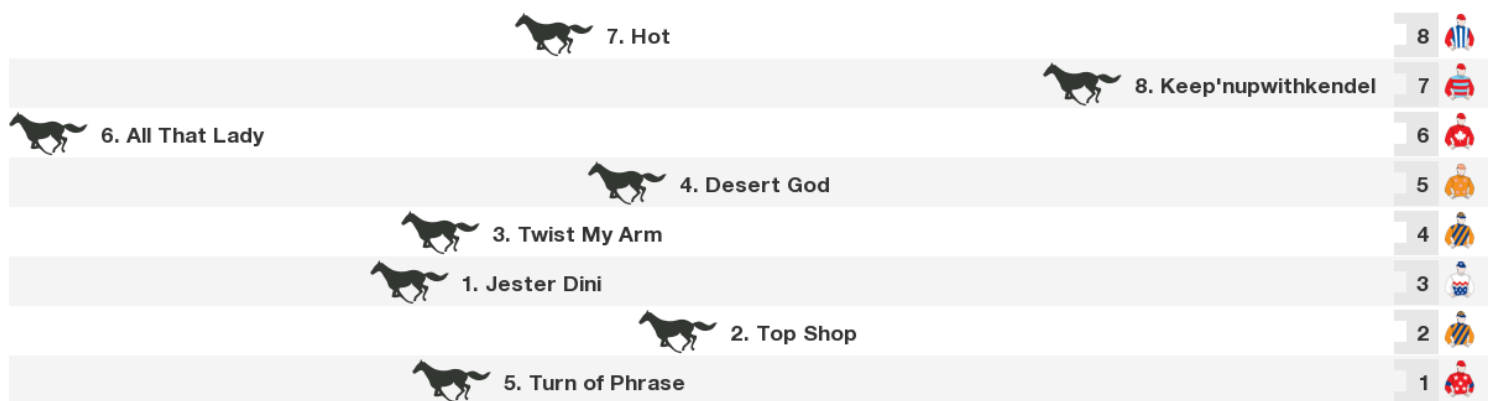 7. Hot 8
8. Keep'nupwithkendel 7
6. All That Lady 6
4. Desert God 5
3. Twist My Arm 4
1. Jester Dini 3
2. Top Shop 2
5. Turn of Phrase 1